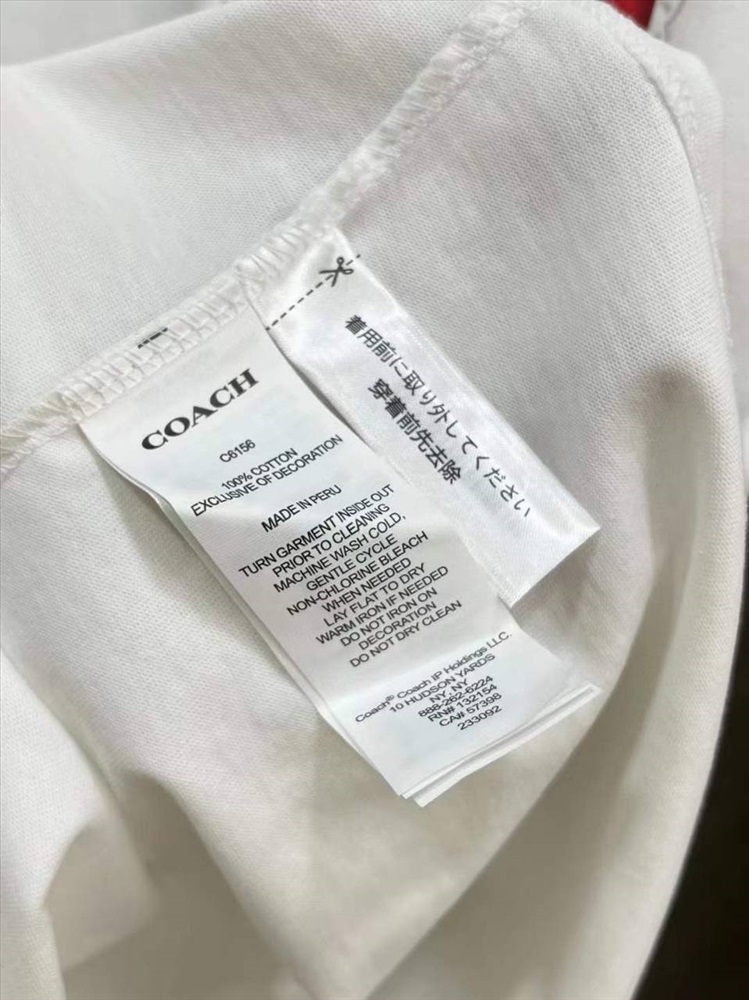 COACH
C6156
100% COTTON
EXCLUSIVE OF DECORATION
MADE IN PERU
TURN GARMENT INSIDE OUT
PRIOR TO CLEANING
MACHINE WASH COLD,
GENTLE CYCLE
NON-CHLORINE BLEACH
WHEN NEEDED
LAY FLAT TO DRY
WARM IRON IF NEEDED
DO NOT IRON ON
DECORATION
DO NOT DRY CLEAN
Coach® Coach IP Holdings LLC.
10 HUDSON YARDS
NY, NY
888-262-6224
RN# 132154
CA# 57398
233092
着用前に取り外してください
穿着前先去除